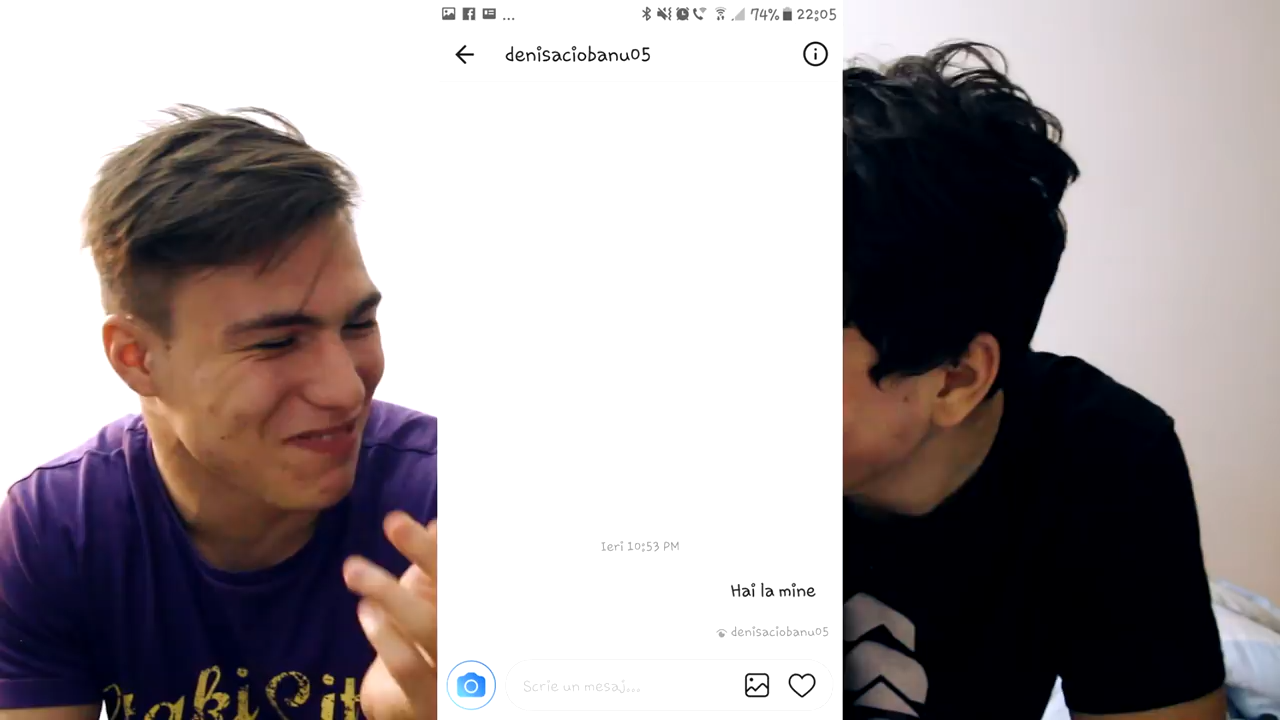 ... 74% 22:05
denisaciobanu05
Ieri 10:53 PM
Hai la mine
denisaciobanu05
Scrie un mesaj...